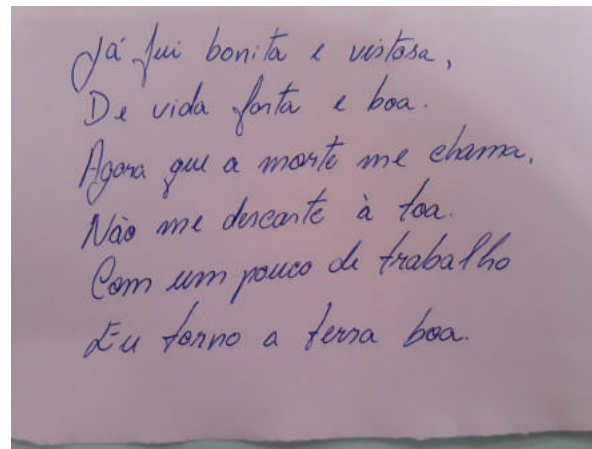 Já fui bonita e vistosa,
De vida farta e boa.
Agora que a morte me chama,
Não me descarte à toa.
Com um pouco de trabalho
Eu torno a terra boa.